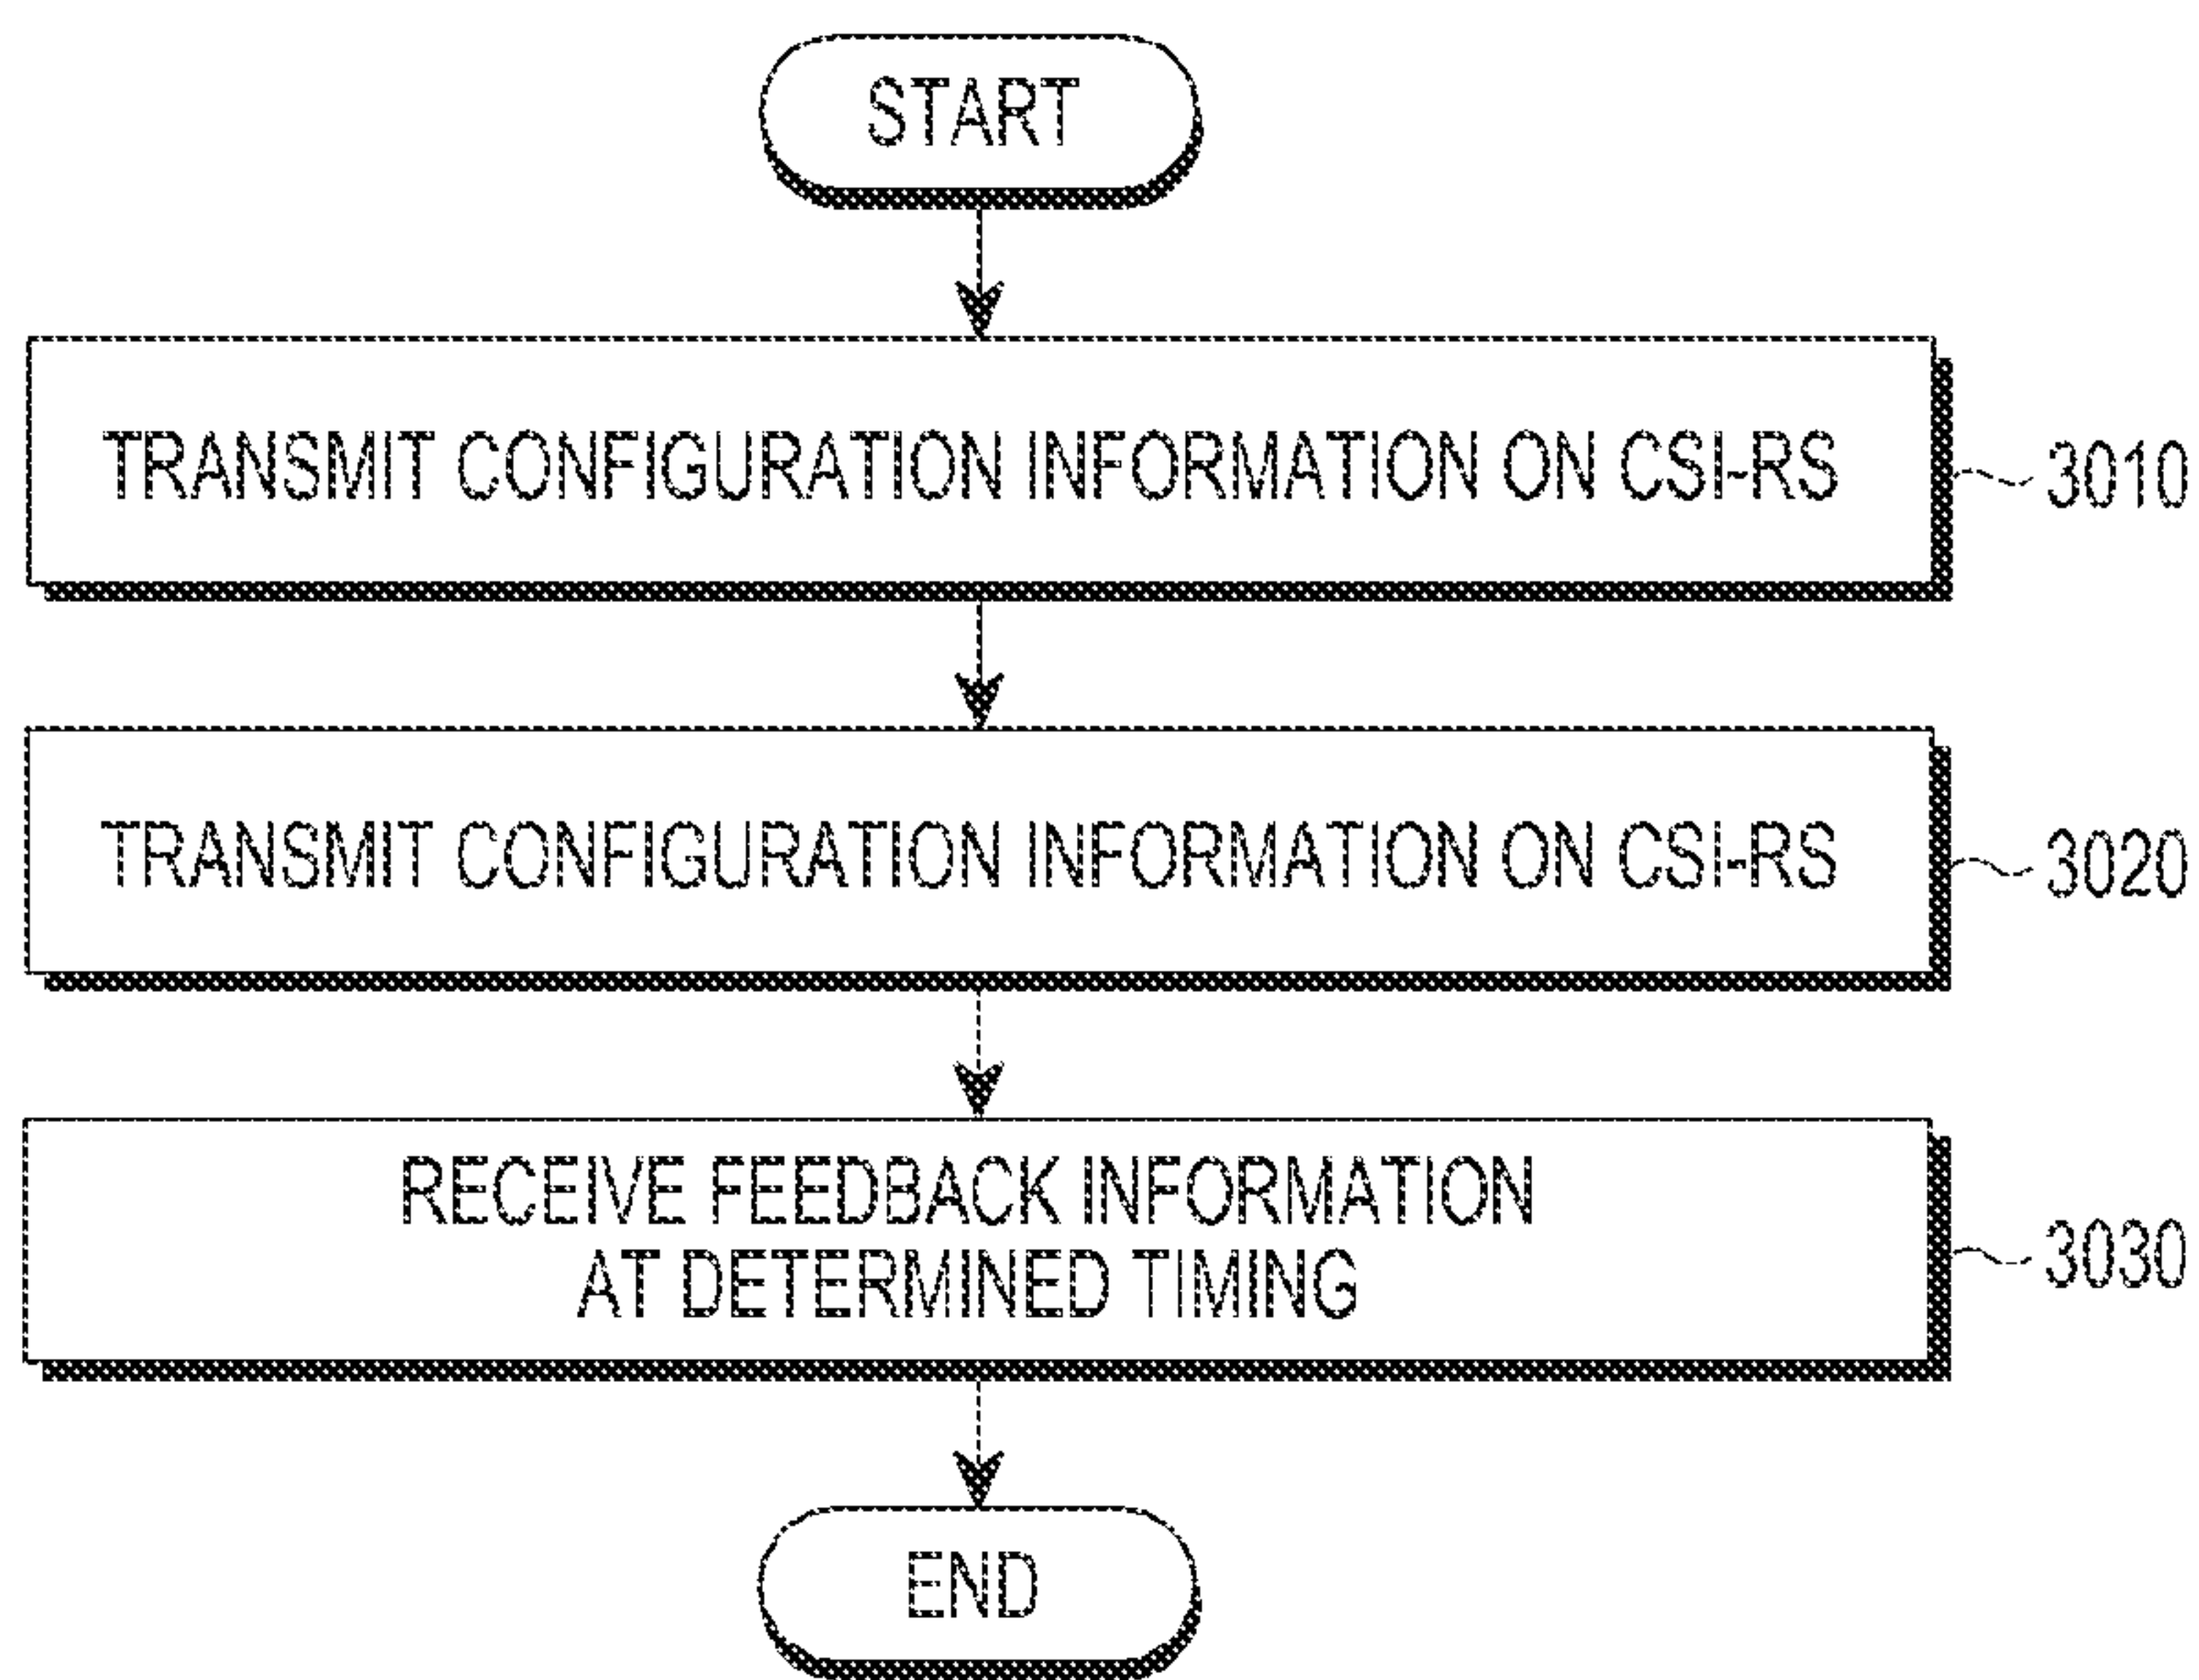 START
TRANSMIT CONFIGURATION INFORMATION ON CSI-RS
3010
TRANSMIT CONFIGURATION INFORMATION ON CSI-RS
3020
RECEIVE FEEDBACK INFORMATION
AT DETERMINED TIMING
3030
END